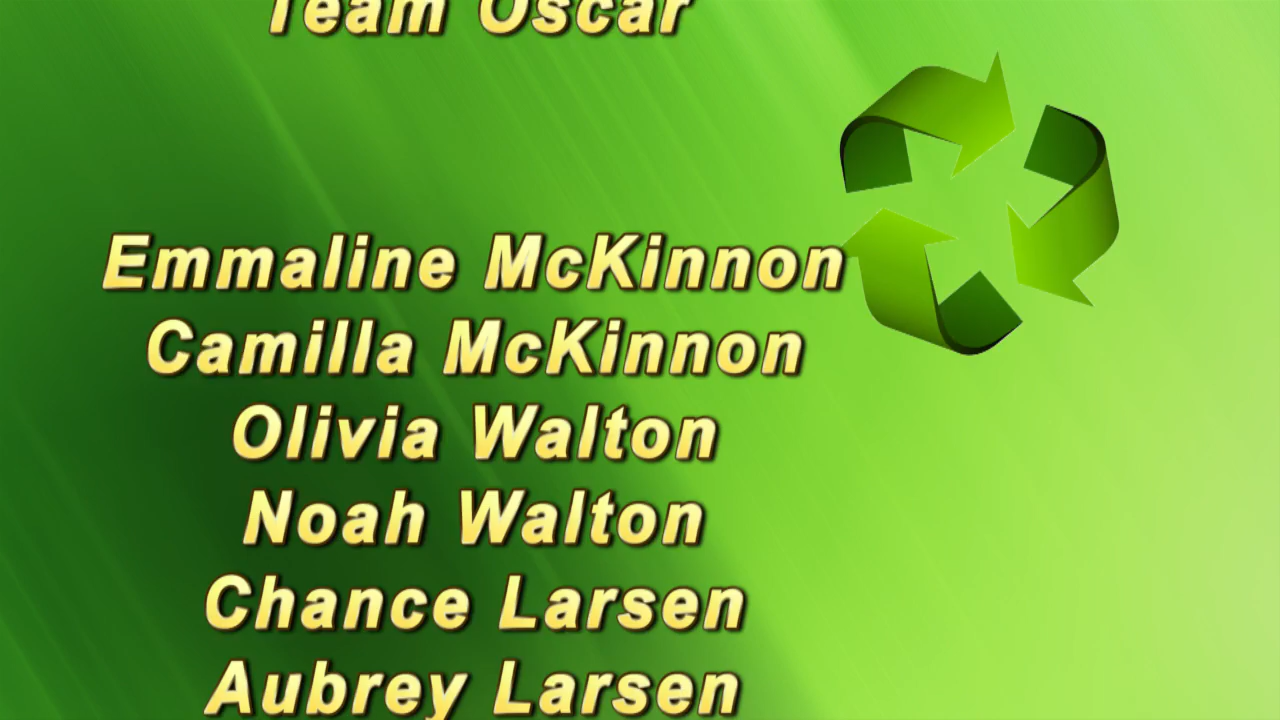 Team Oscar
Emmaline McKinnon
Camilla McKinnon
Olivia Walton
Noah Walton
Chance Larsen
Aubrey Larsen